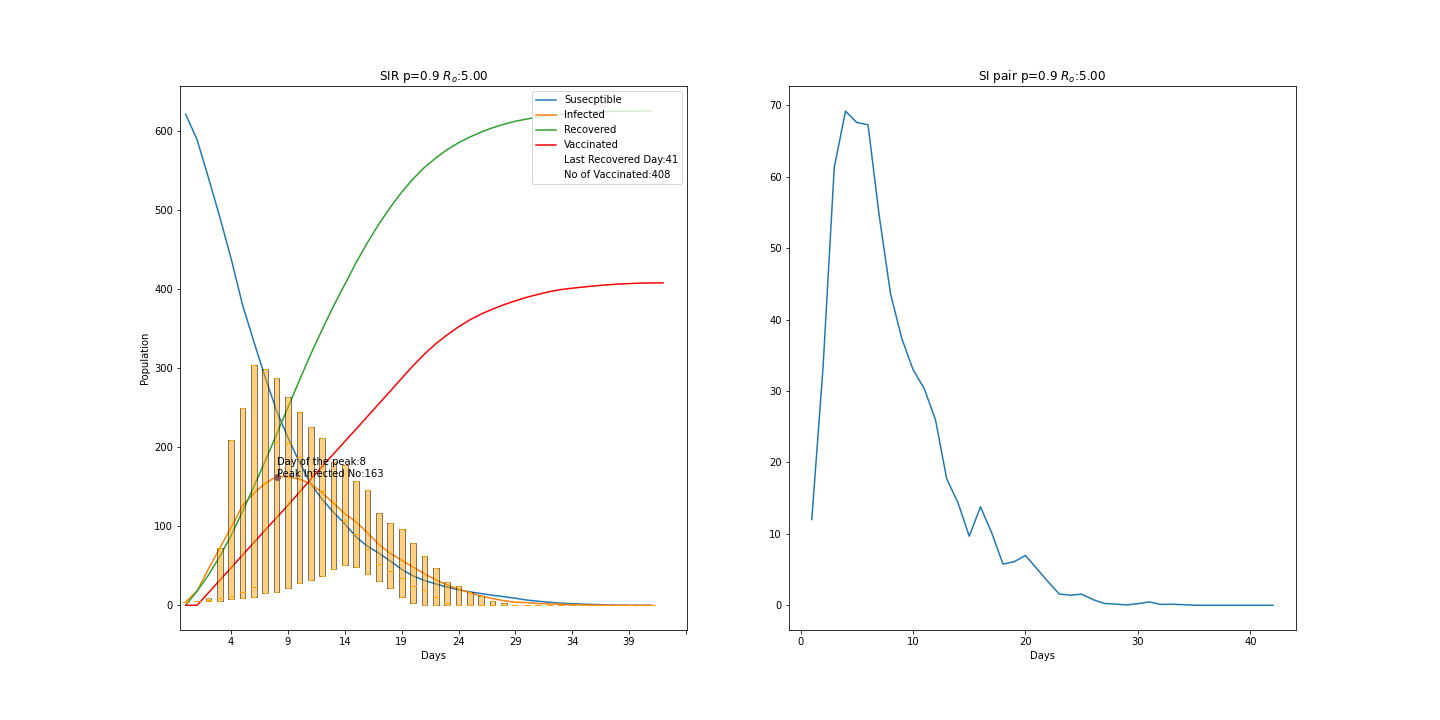 SIR p=0.9 Ro:5.00
Susecptible
Infected
Recovered
Vaccinated
Last Recovered Day:41
No of Vaccinated:408
Population
600
500
400
300
200
100
0
Day of the peak:8
Peak Infected No:163
4 9 14 19 24 29 34 39
Days
SI pair p=0.9 Ro:5.00
70
60
50
40
30
20
10
0
0 10 20 30 40
Days